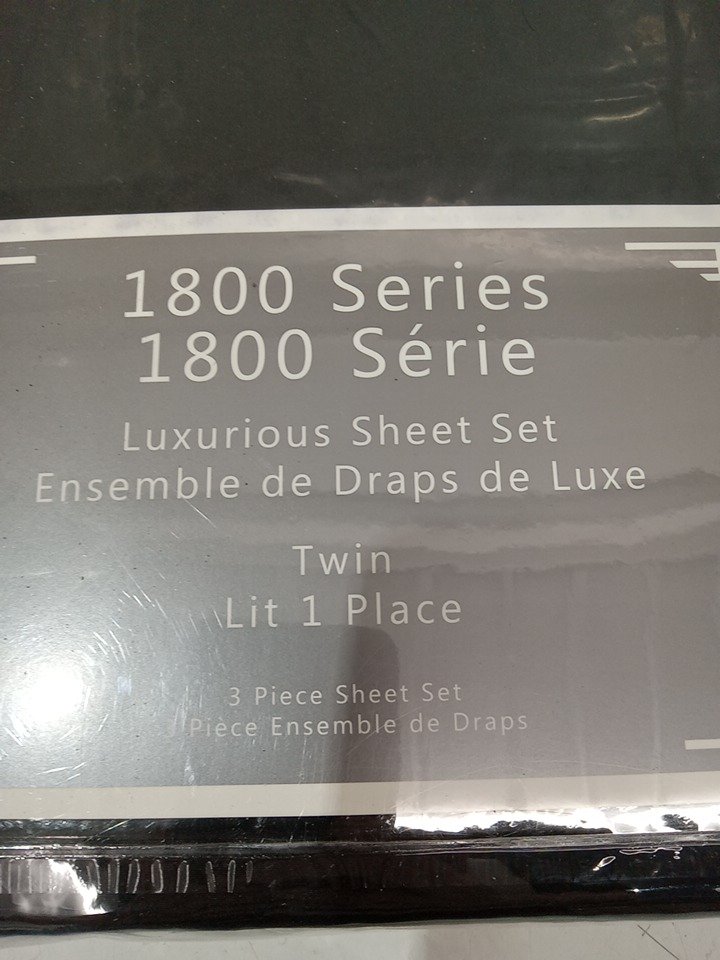 1800 Series
1800 Série
Luxurious Sheet Set
Ensemble de Draps de Luxe
Twin
Lit 1 Place
3 Piece Sheet Set
Pièce Ensemble de Draps